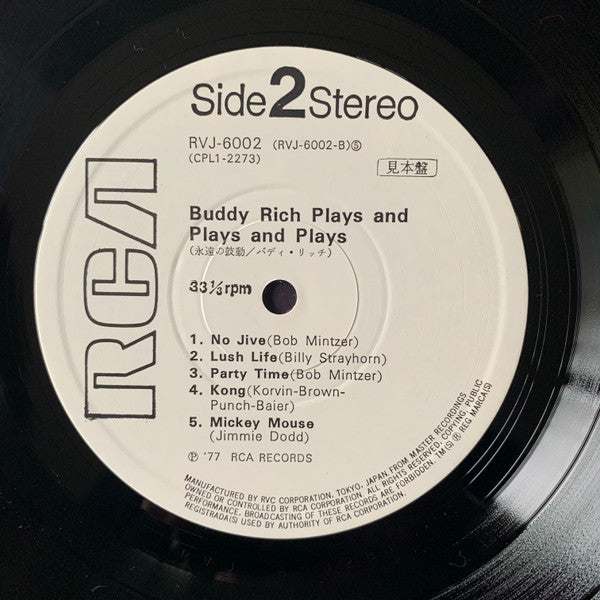 Side 2 Stereo
RVJ-6002 (RVJ-6002-B)⑤
(CPL1-2273)
見本盤
RCA
Buddy Rich Plays and
Plays and Plays
(永遠の鼓動/バディ・リッチ)
33⅓rpm
1. No Jive(Bob Mintzer)
2. Lush Life(Billy Strayhorn)
3. Party Time(Bob Mintzer)
4. Kong(Korvin-Brown-
Punch-Baier)
5. Mickey Mouse
(Jimmie Dodd)
Ⓟ '77 RCA RECORDS
MANUFACTURED BY RVC CORPORATION, TOKYO, JAPAN, FROM MASTER RECORDINGS
OWNED OR CONTROLLED BY RCA CORPORATION. ALL RIGHTS RESERVED, COPYING, PUBLIC
PERFORMANCE, BROADCASTING OF THESE RECORDS ARE FORBIDDEN. TM(S) ® REG MARCA(S)
REGISTRADA(S) USED BY AUTHORITY OF RCA CORPORATION.